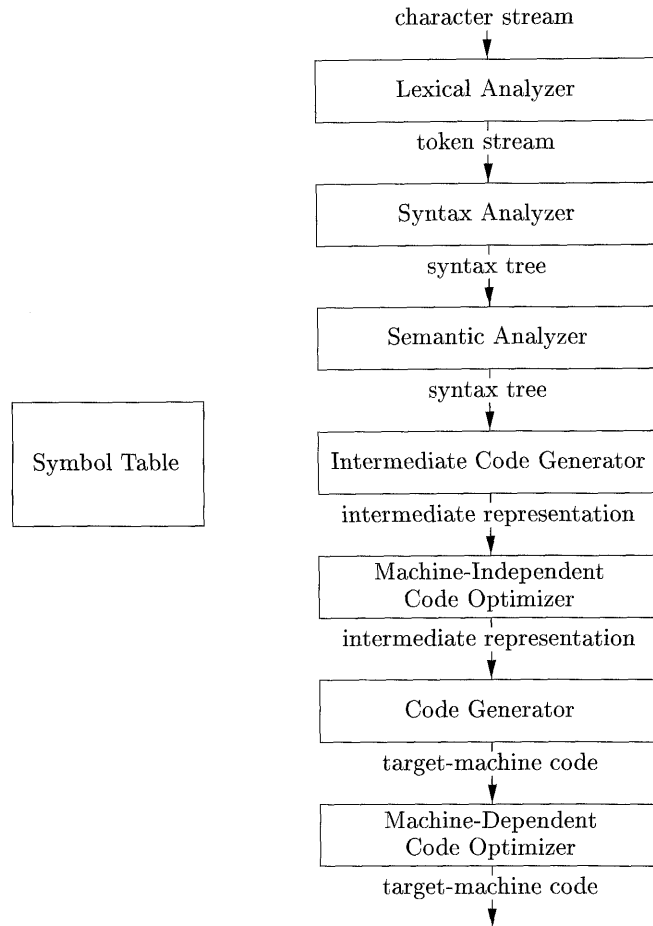 character stream
Lexical Analyzer
token stream
Syntax Analyzer
syntax tree
Semantic Analyzer
syntax tree
Symbol Table
Intermediate Code Generator
intermediate representation
Machine-Independent
Code Optimizer
intermediate representation
Code Generator
target-machine code
Machine-Dependent
Code Optimizer
target-machine code